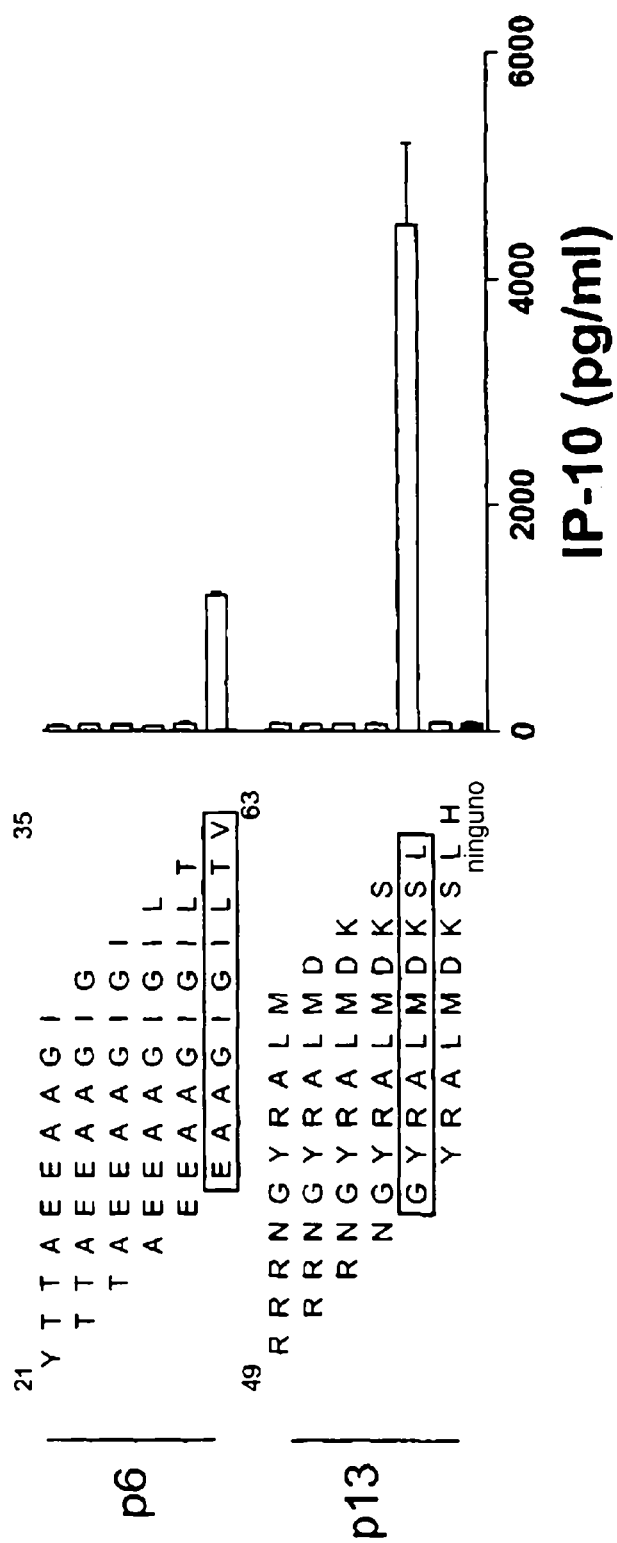 21 35
Y T T A E E A A G I
T T A E E A A G I G
T A E E A A G I G I
A E E A A G I G I L
E E A A G I G I L T
E A A G I G I L T V
p6
49 63
R R R N G Y R A L M
R R N G Y R A L M D
R N G Y R A L M D K
N G Y R A L M D K S
G Y R A L M D K S L
Y R A L M D K S L H
p13
ninguno
0 2000 4000 6000
IP-10 (pg/ml)